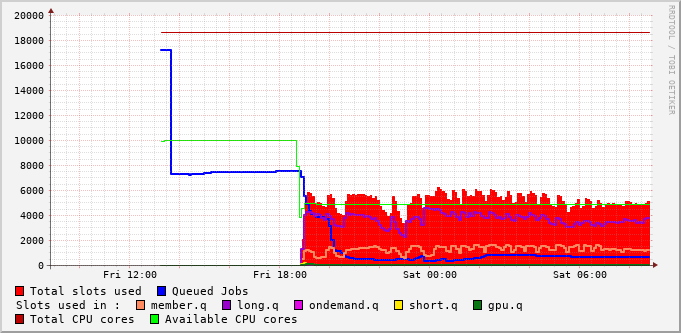 20000
18000
16000
14000
12000
10000
8000
6000
4000
2000
0
Fri 12:00 Fri 18:00 Sat 00:00 Sat 06:00
Total slots used Queued Jobs
Slots used in : member.q long.q ondemand.q short.q gpu.q
Total CPU cores Available CPU cores
RRDTOOL / TOBI OETIKER